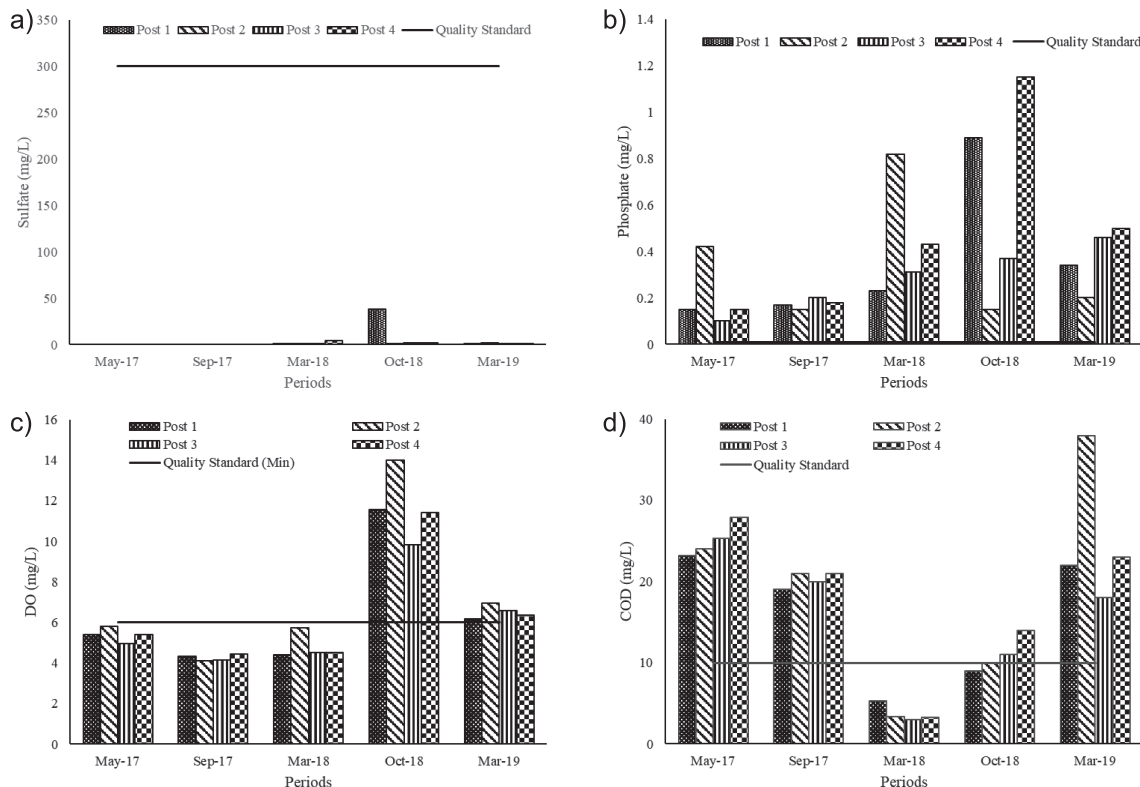 a)
350
300
250
200
150
100
50
0
Sulfate (mg/L)
Post 1 Post 2 Post 3 Post 4 Quality Standard
May-17 Sep-17 Mar-18 Oct-18 Mar-19
Periods
b)
1.4
1.2
1
0.8
0.6
0.4
0.2
0
Phosphate (mg/L)
Post 1 Post 2 Post 3 Post 4 Quality Standard
May-17 Sep-17 Mar-18 Oct-18 Mar-19
Periods
c)
16
14
12
10
8
6
4
2
0
DO (mg/L)
Post 1 Post 2
Post 3 Post 4
Quality Standard (Min)
May-17 Sep-17 Mar-18 Oct-18 Mar-19
Periods
d)
40
30
20
10
0
COD (mg/L)
Post 1 Post 2
Post 3 Post 4
Quality Standard
May-17 Sep-17 Mar-18 Oct-18 Mar-19
Periods